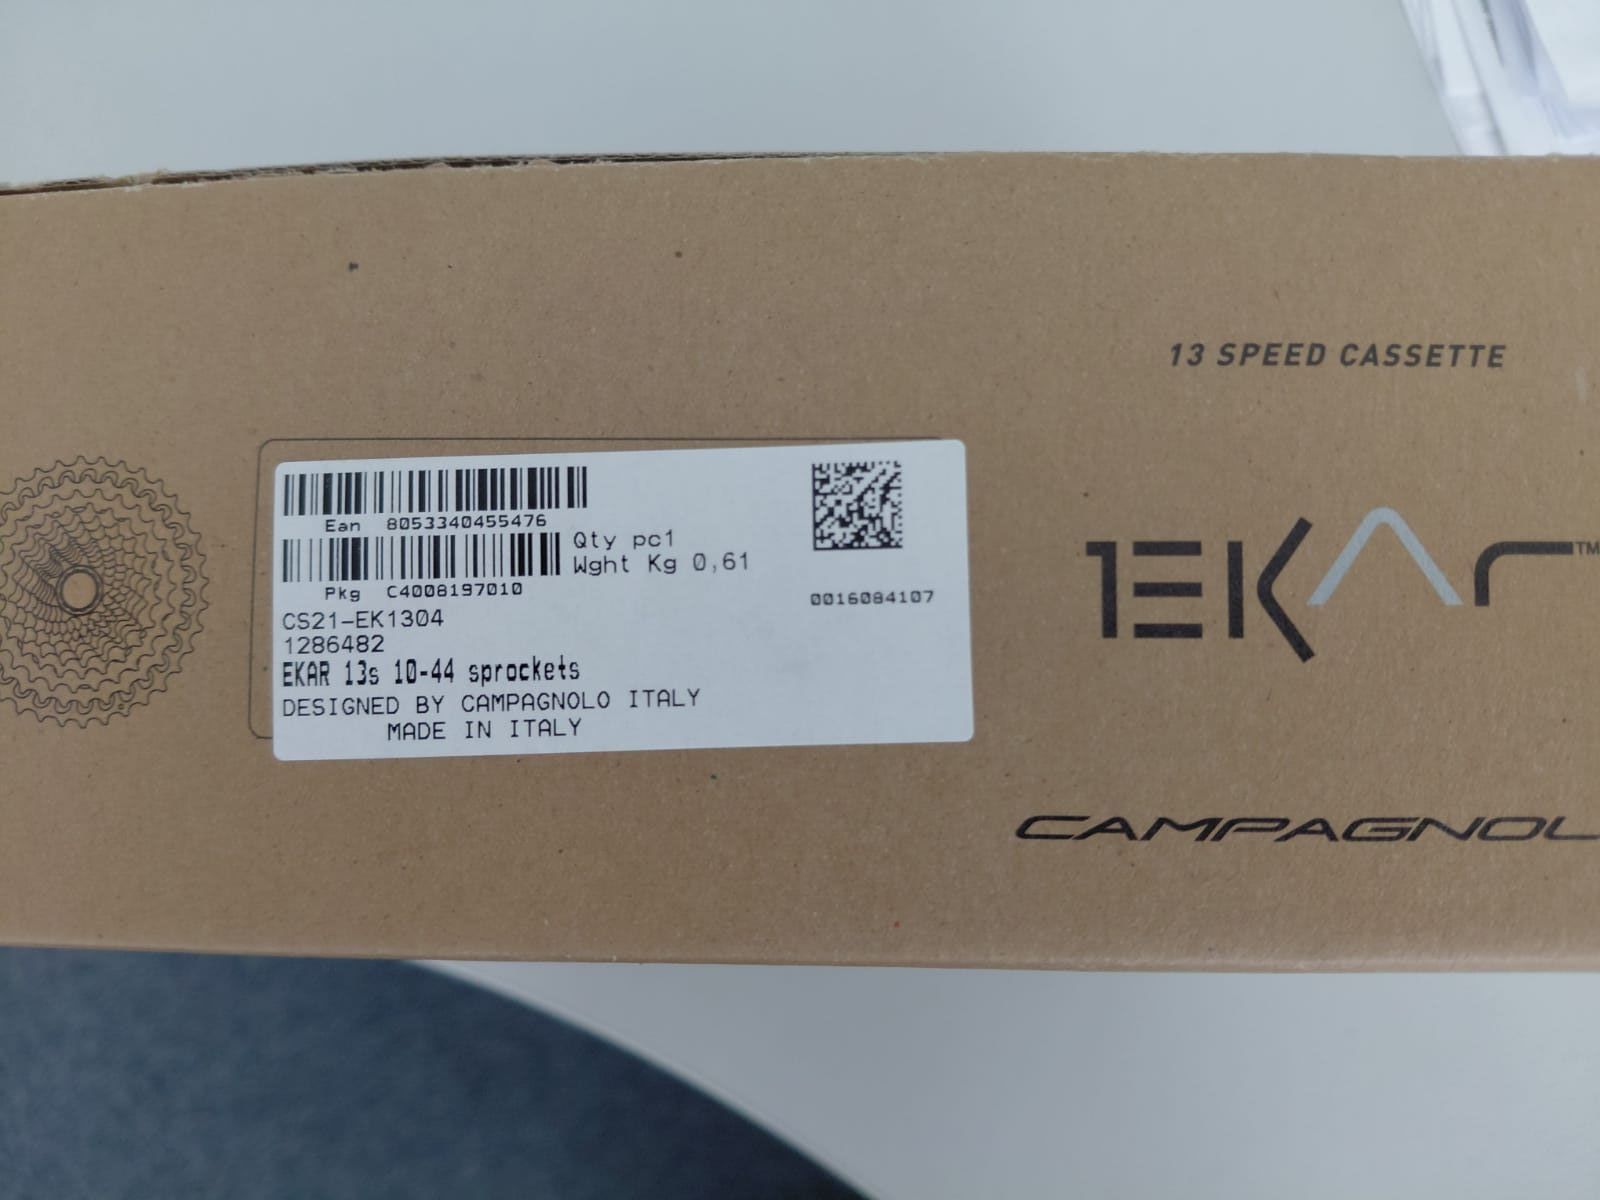 13 SPEED CASSETTE
Ean 8053340455476
Qty pc1
Wght Kg 0,61
Pkg C4008197010
0016084107
CS21-EK1304
1286482
EKAR 13s 10-44 sprockets
DESIGNED BY CAMPAGNOLO ITALY
MADE IN ITALY
EKAR™
CAMPAGNOL